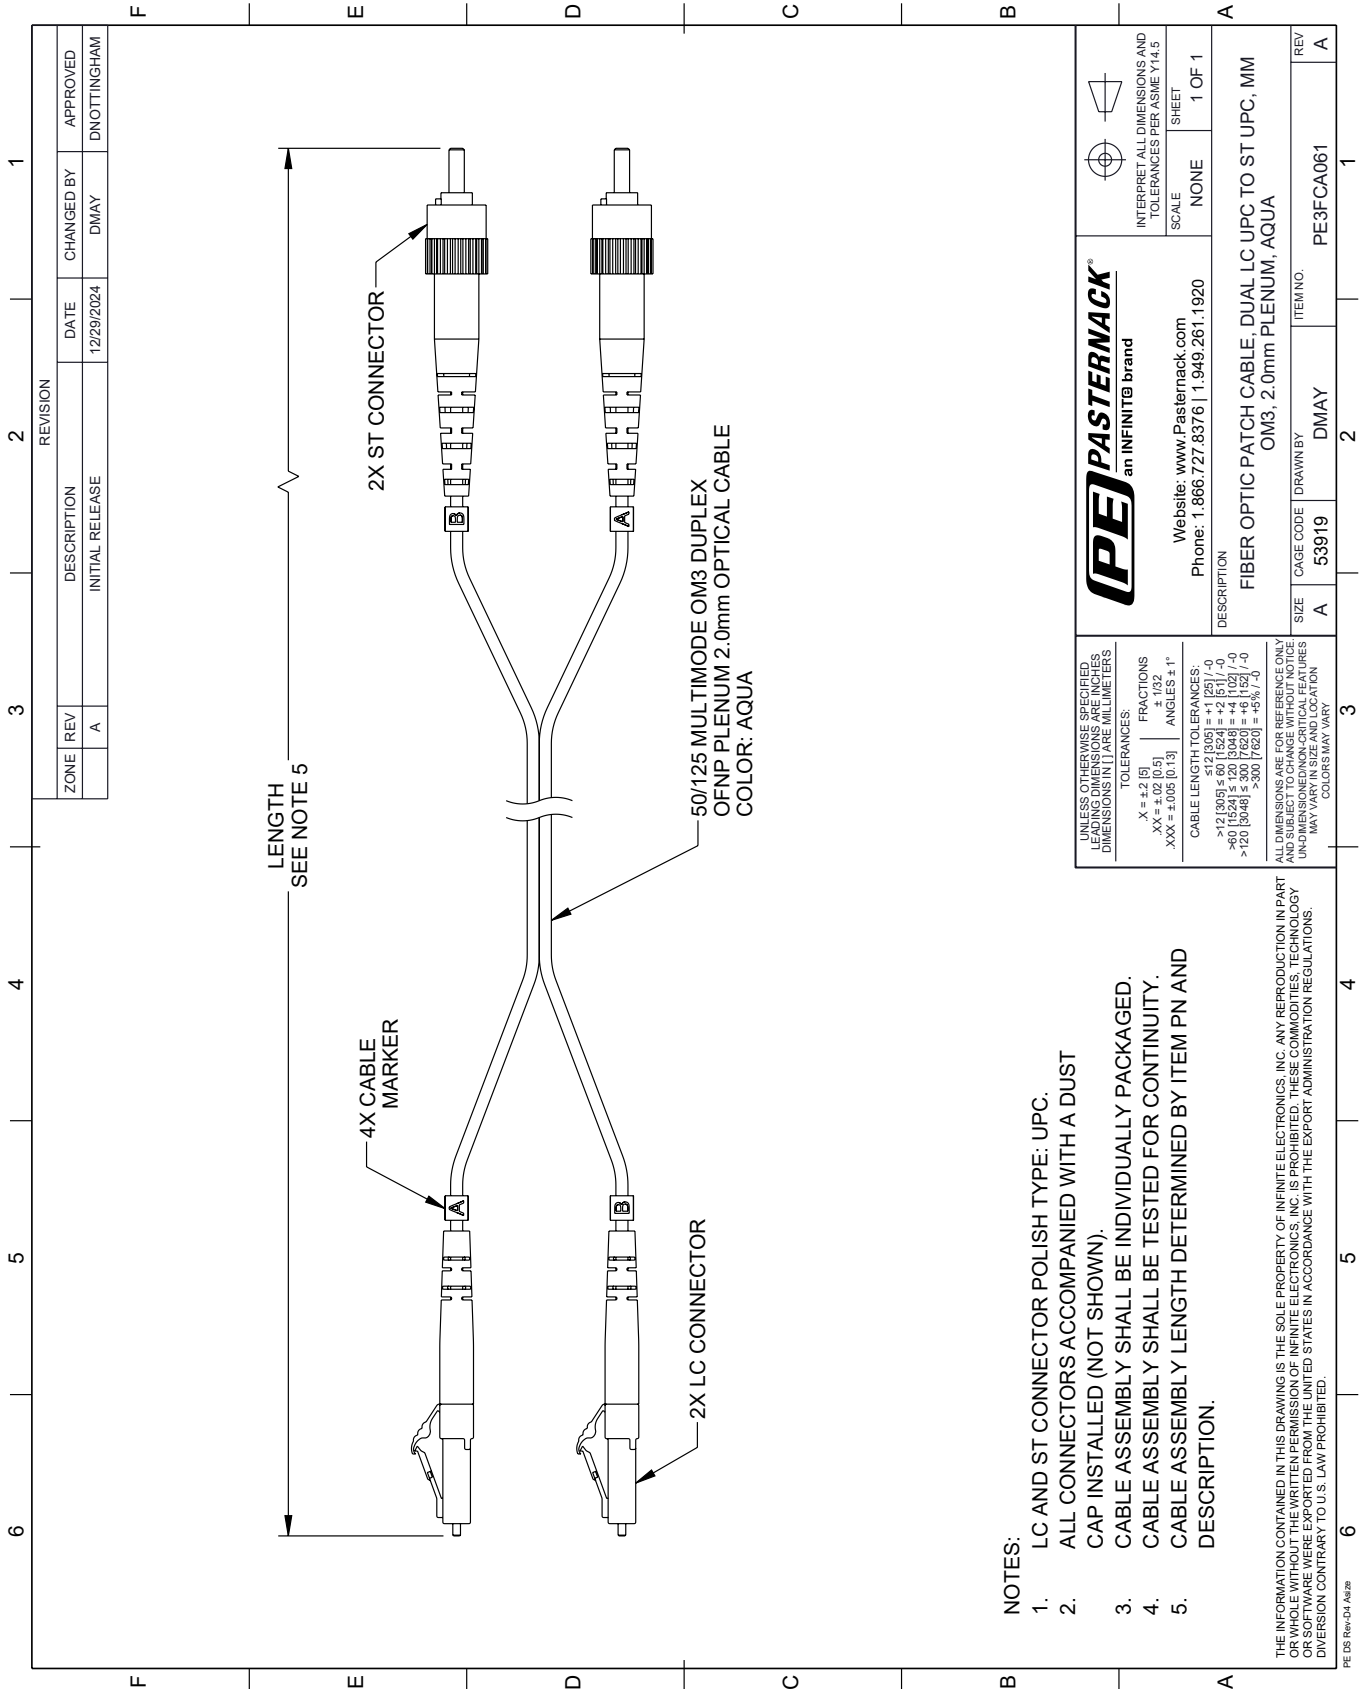 6
5
4
3
2
1
F
E
D
C
B
A
REVISION
ZONE REV DESCRIPTION DATE CHANGED BY APPROVED
A INITIAL RELEASE 12/29/2024 DMAY DNOTTINGHAM
LENGTH
SEE NOTE 5
4X CABLE
MARKER
2X ST CONNECTOR
A
B
B
A
2X LC CONNECTOR
50/125 MULTIMODE OM3 DUPLEX
OFNP PLENUM 2.0mm OPTICAL CABLE
COLOR: AQUA
NOTES:
1. LC AND ST CONNECTOR POLISH TYPE: UPC.
2. ALL CONNECTORS ACCOMPANIED WITH A DUST
CAP INSTALLED (NOT SHOWN).
3. CABLE ASSEMBLY SHALL BE INDIVIDUALLY PACKAGED.
4. CABLE ASSEMBLY SHALL BE TESTED FOR CONTINUITY.
5. CABLE ASSEMBLY LENGTH DETERMINED BY ITEM PN AND
DESCRIPTION.
THE INFORMATION CONTAINED IN THIS DRAWING IS THE SOLE PROPERTY OF INFINITE ELECTRONICS, INC. ANY REPRODUCTION IN PART
OR WHOLE WITHOUT THE WRITTEN PERMISSION OF INFINITE ELECTRONICS, INC. IS PROHIBITED. THESE COMMODITIES, TECHNOLOGY
OR SOFTWARE WERE EXPORTED FROM THE UNITED STATES IN ACCORDANCE WITH THE EXPORT ADMINISTRATION REGULATIONS.
DIVERSION CONTRARY TO U.S. LAW PROHIBITED.
UNLESS OTHERWISE SPECIFIED
LEADING DIMENSIONS ARE INCHES
DIMENSIONS IN [ ] ARE MILLIMETERS
TOLERANCES:
.X = ±.2 [5] FRACTIONS
.XX = ±.02 [0.5] ± 1/32
.XXX = ±.005 [0.13] ANGLES ± 1°
CABLE LENGTH TOLERANCES:
≤12 [305] = +1 [25] / -0
>12 [305] ≤ 60 [1524] = +2 [51] / -0
>60 [1524] ≤ 120 [3048] = +4 [102] / -0
>120 [3048] ≤ 300 [7620] = +6 [152] / -0
>300 [7620] = +5% / -0
ALL DIMENSIONS ARE FOR REFERENCE ONLY
AND SUBJECT TO CHANGE WITHOUT NOTICE.
UN-DIMENSIONED/NON-CRITICAL FEATURES
MAY VARY IN SIZE AND LOCATION
COLORS MAY VARY
PE PASTERNACK®
an INFINIT@ brand
Website: www.Pasternack.com
Phone: 1.866.727.8376 | 1.949.261.1920
INTERPRET ALL DIMENSIONS AND
TOLERANCES PER ASME Y14.5
SCALE NONE
SHEET 1 OF 1
DESCRIPTION
FIBER OPTIC PATCH CABLE, DUAL LC UPC TO ST UPC, MM
OM3, 2.0mm PLENUM, AQUA
SIZE CAGE CODE DRAWN BY ITEM NO. REV
A 53919 DMAY PE3FCA061 A
F
E
D
C
B
A
PE DS Rev-D4 Asize
6
5
4
3
2
1